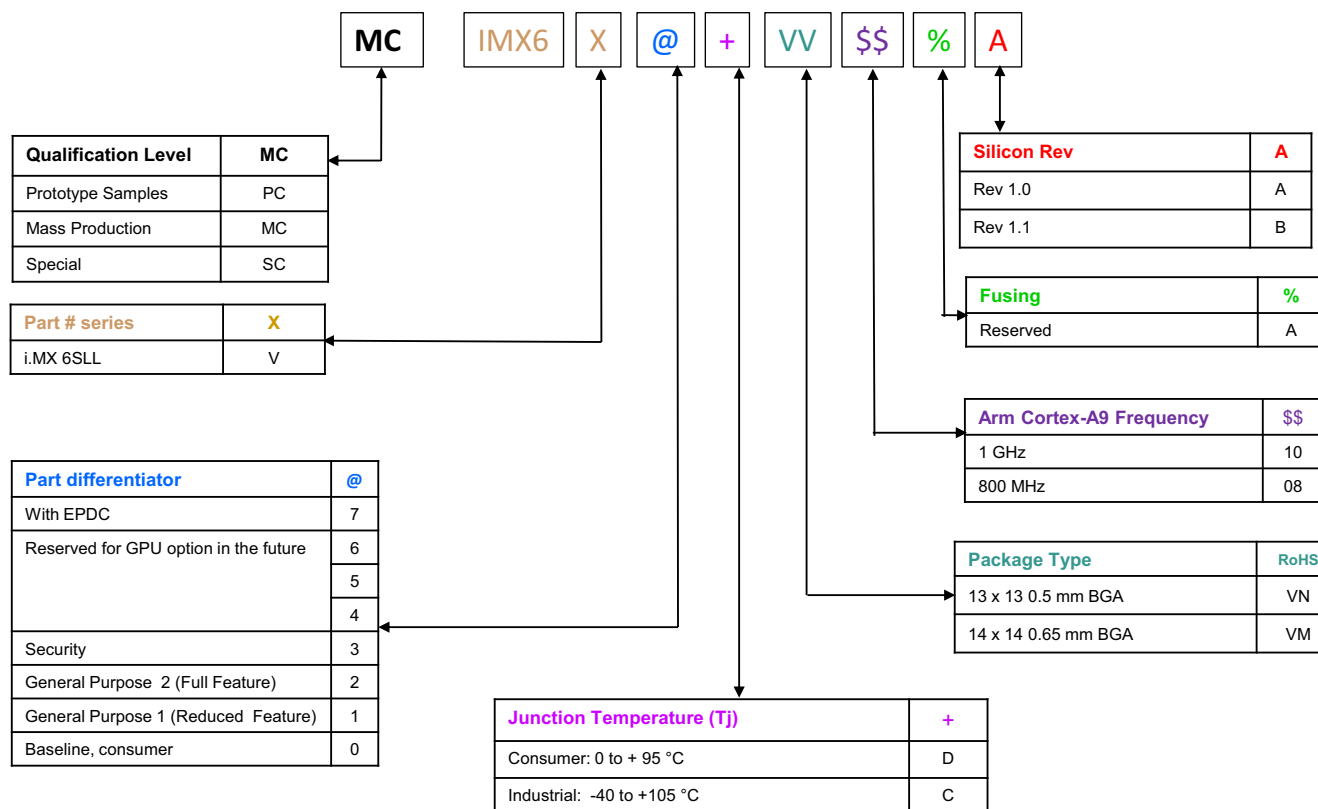 MC IMX6 X @ + VV $$ % A
Qualification Level MC
Prototype Samples PC
Mass Production MC
Special SC
Part # series X
i.MX 6SLL V
Part differentiator @
With EPDC 7
Reserved for GPU option in the future 6
5
4
Security 3
General Purpose 2 (Full Feature) 2
General Purpose 1 (Reduced Feature) 1
Baseline, consumer 0
Junction Temperature (Tj) +
Consumer: 0 to + 95 °C D
Industrial: -40 to +105 °C C
Silicon Rev A
Rev 1.0 A
Rev 1.1 B
Fusing %
Reserved A
Arm Cortex-A9 Frequency $$
1 GHz 10
800 MHz 08
Package Type RoHS
13 x 13 0.5 mm BGA VN
14 x 14 0.65 mm BGA VM